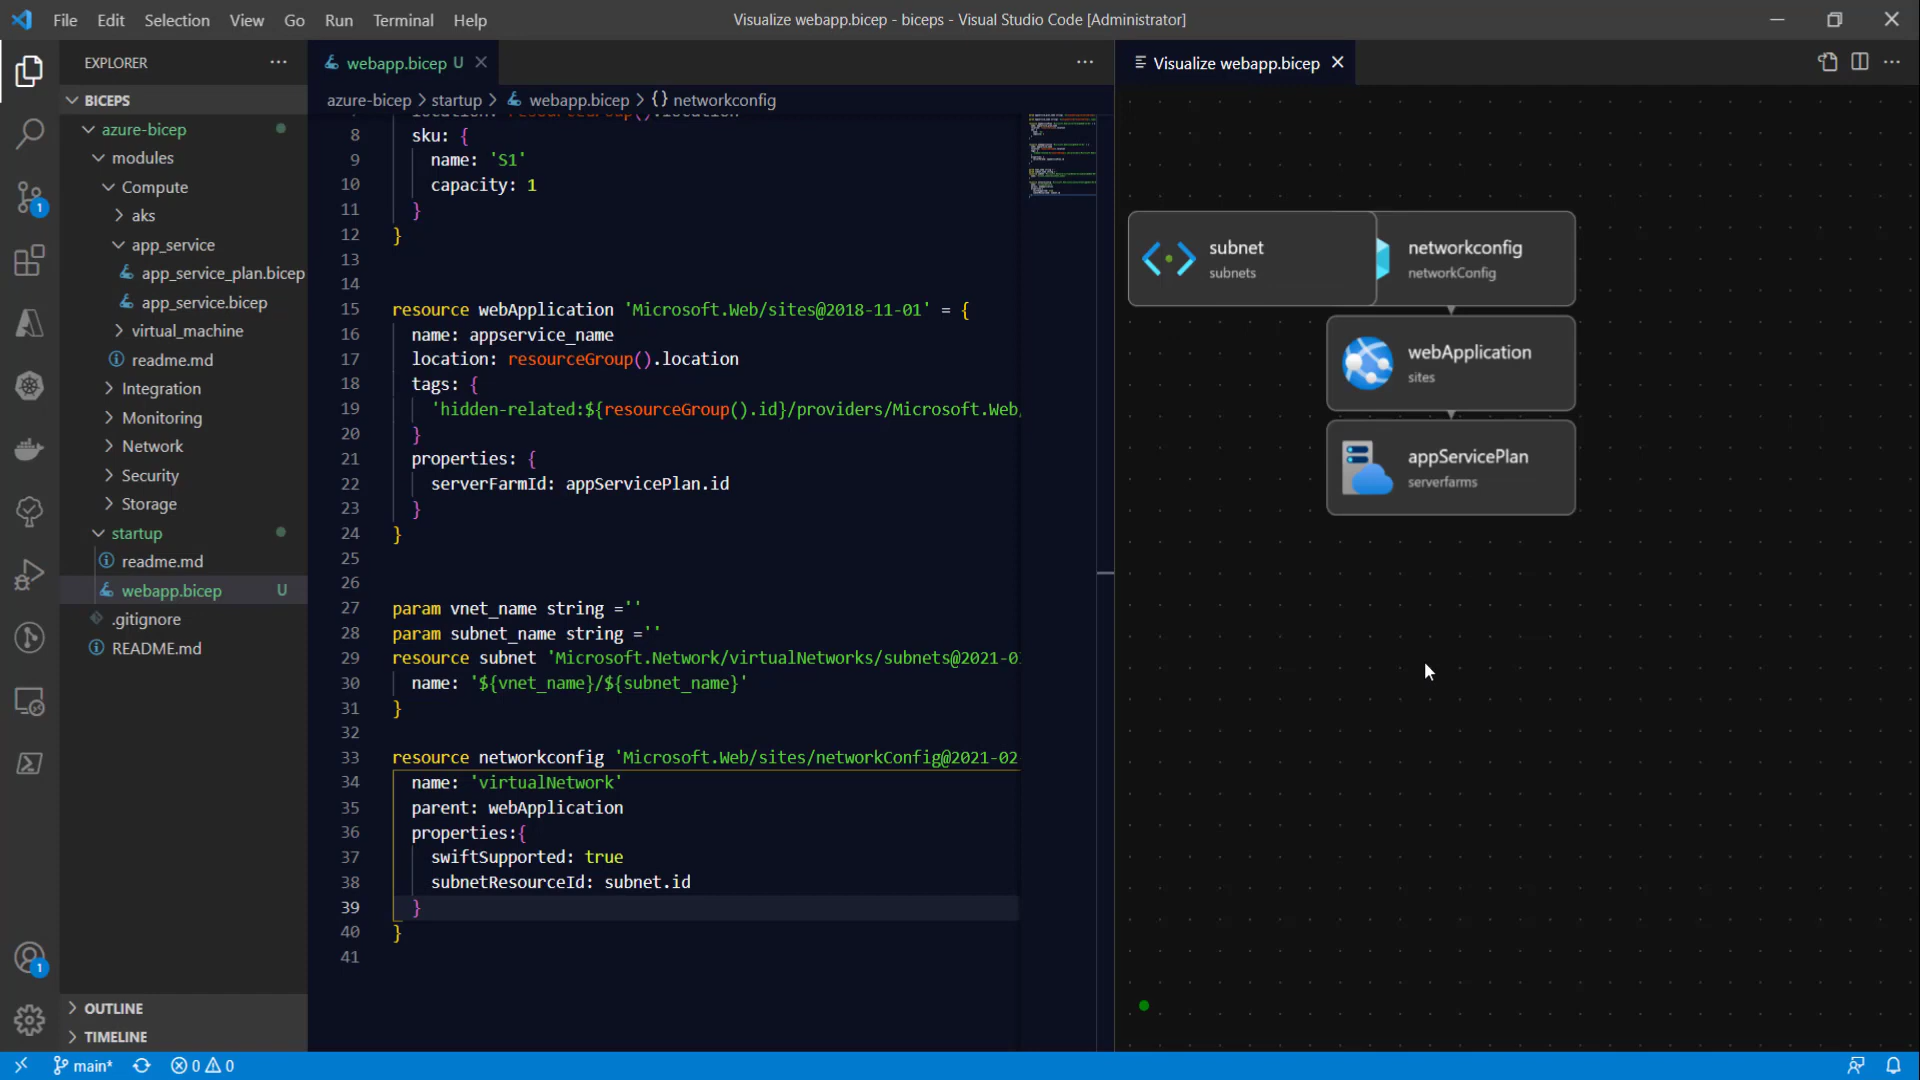 File Edit Selection View Go Run Terminal Help
Visualize webapp.bicep - biceps - Visual Studio Code [Administrator]
EXPLORER
BICEPS
azure-bicep
modules
Compute
aks
app_service
app_service_plan.bicep
app_service.bicep
virtual_machine
readme.md
Integration
Monitoring
Network
Security
Storage
startup
readme.md
webapp.bicep U
.gitignore
README.md
OUTLINE
TIMELINE
1
1
webapp.bicep U
azure-bicep > startup > webapp.bicep > {} networkconfig
location: resourceGroup().location
8 sku: {
9 name: 'S1'
10 capacity: 1
11 }
12 }
13
14
15 resource webApplication 'Microsoft.Web/sites@2018-11-01' = {
16 name: appservice_name
17 location: resourceGroup().location
18 tags: {
19 'hidden-related:${resourceGroup().id}/providers/Microsoft.Web,
20 }
21 properties: {
22 serverFarmId: appServicePlan.id
23 }
24 }
25
26
27 param vnet_name string =''
28 param subnet_name string =''
29 resource subnet 'Microsoft.Network/virtualNetworks/subnets@2021-0
30 name: '${vnet_name}/${subnet_name}'
31 }
32
33 resource networkconfig 'Microsoft.Web/sites/networkConfig@2021-02
34 name: 'virtualNetwork'
35 parent: webApplication
36 properties:{
37 swiftSupported: true
38 subnetResourceId: subnet.id
39 }
40 }
41
Visualize webapp.bicep
subnet
subnets
networkconfig
networkConfig
webApplication
sites
appServicePlan
serverfarms
main* 0 0